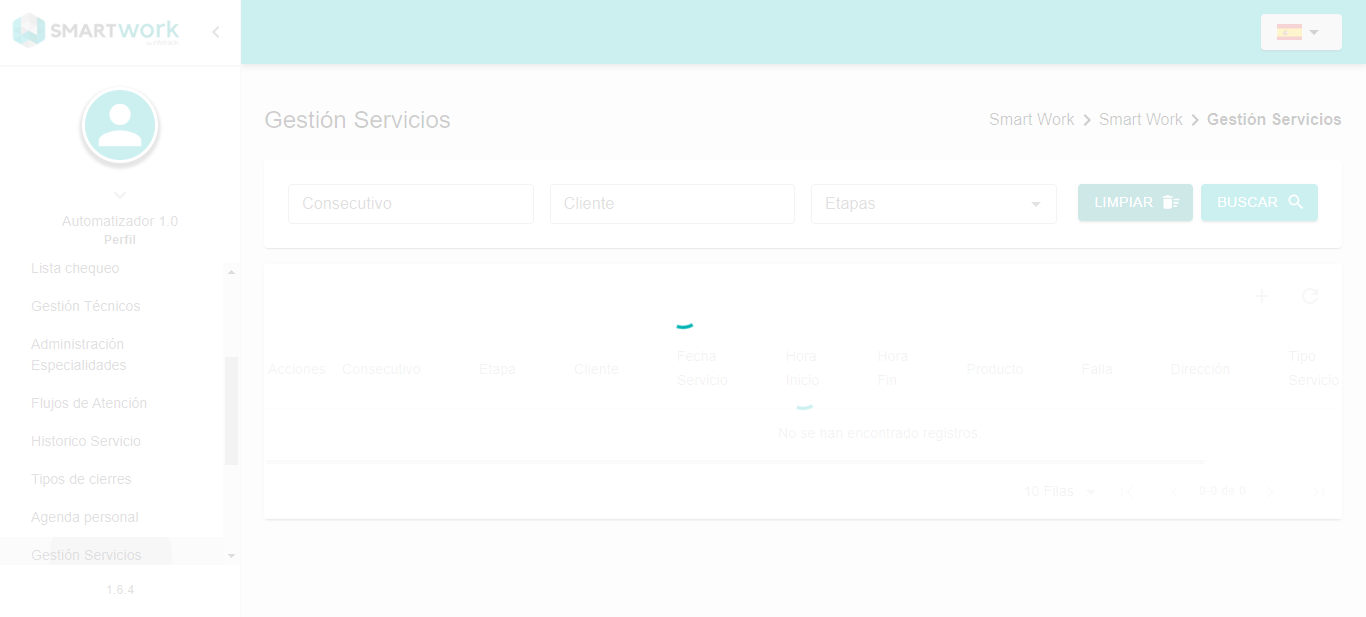 SMARTwork
Gestión Servicios
Smart Work > Smart Work > Gestión Servicios
Consecutivo
Cliente
Etapas
LIMPIAR
BUSCAR
Automatizador 1.0
Perfil
Lista chequeo
Gestión Técnicos
Administración
Especialidades
Flujos de Atención
Historico Servicio
Tipos de cierres
Agenda personal
Gestión Servicios
1.6.4
Acciones
Consecutivo
Etapa
Cliente
Fecha
Servicio
Hora
Inicio
Hora
Fin
Producto
Falla
Dirección
Tipo
Servicio
No se han encontrado registros
10 Filas
0-0 de 0